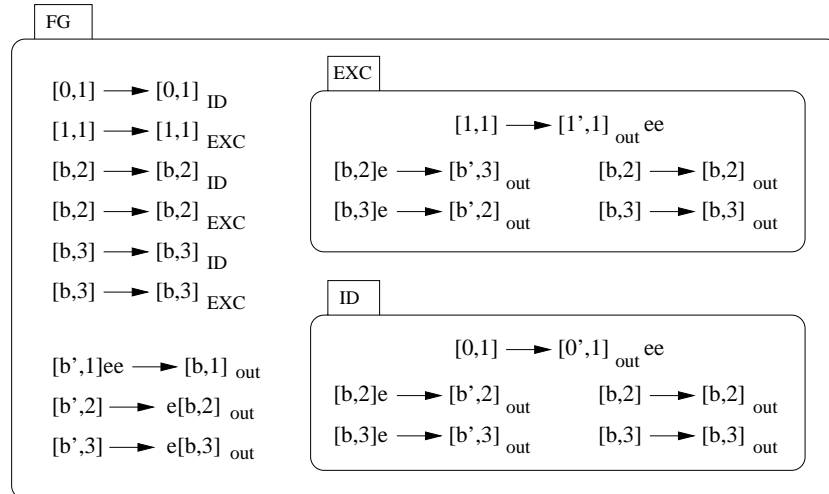 FG
[0,1] → [0,1] ID
[1,1] → [1,1] EXC
[b,2] → [b,2] ID
[b,2] → [b,2] EXC
[b,3] → [b,3] ID
[b,3] → [b,3] EXC
[b',1]ee → [b,1] out
[b',2] → e[b,2] out
[b',3] → e[b,3] out
EXC
[1,1] → [1',1] out ee
[b,2]e → [b',3] out [b,2] → [b,2] out
[b,3]e → [b',2] out [b,3] → [b,3] out
ID
[0,1] → [0',1] out ee
[b,2]e → [b',2] out [b,2] → [b,2] out
[b,3]e → [b',3] out [b,3] → [b,3] out